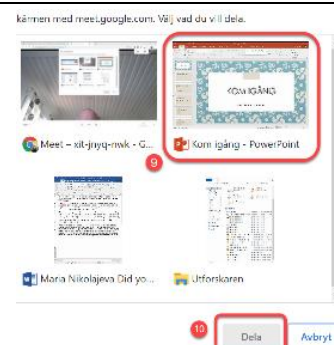 kärmen med meet.google.com. Välj vad du vill dela.
KOM IGÅNG
Meet – xit-jnyq-nwk - G...
Kom igång - PowerPoint
9
Maria Nikolajeva Did yo...
Utforskaren
10
Dela
Avbryt